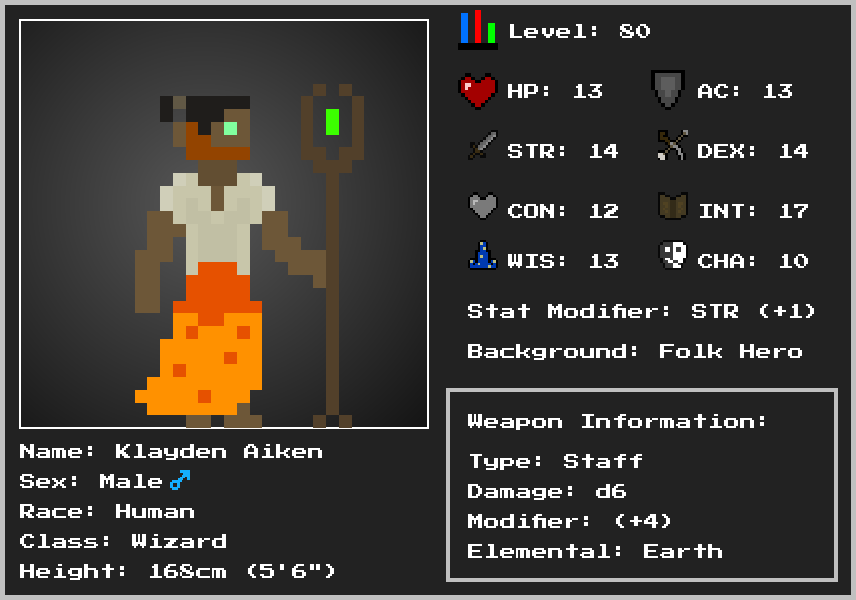 Level: 80
HP: 13 AC: 13
STR: 14 DEX: 14
CON: 12 INT: 17
WIS: 13 CHA: 10
Stat Modifier: STR (+1)
Background: Folk Hero
Weapon Information:
Type: Staff
Damage: d6
Modifier: (+4)
Elemental: Earth
Name: Klayden Aiken
Sex: Male ♂
Race: Human
Class: Wizard
Height: 168cm (5'6")